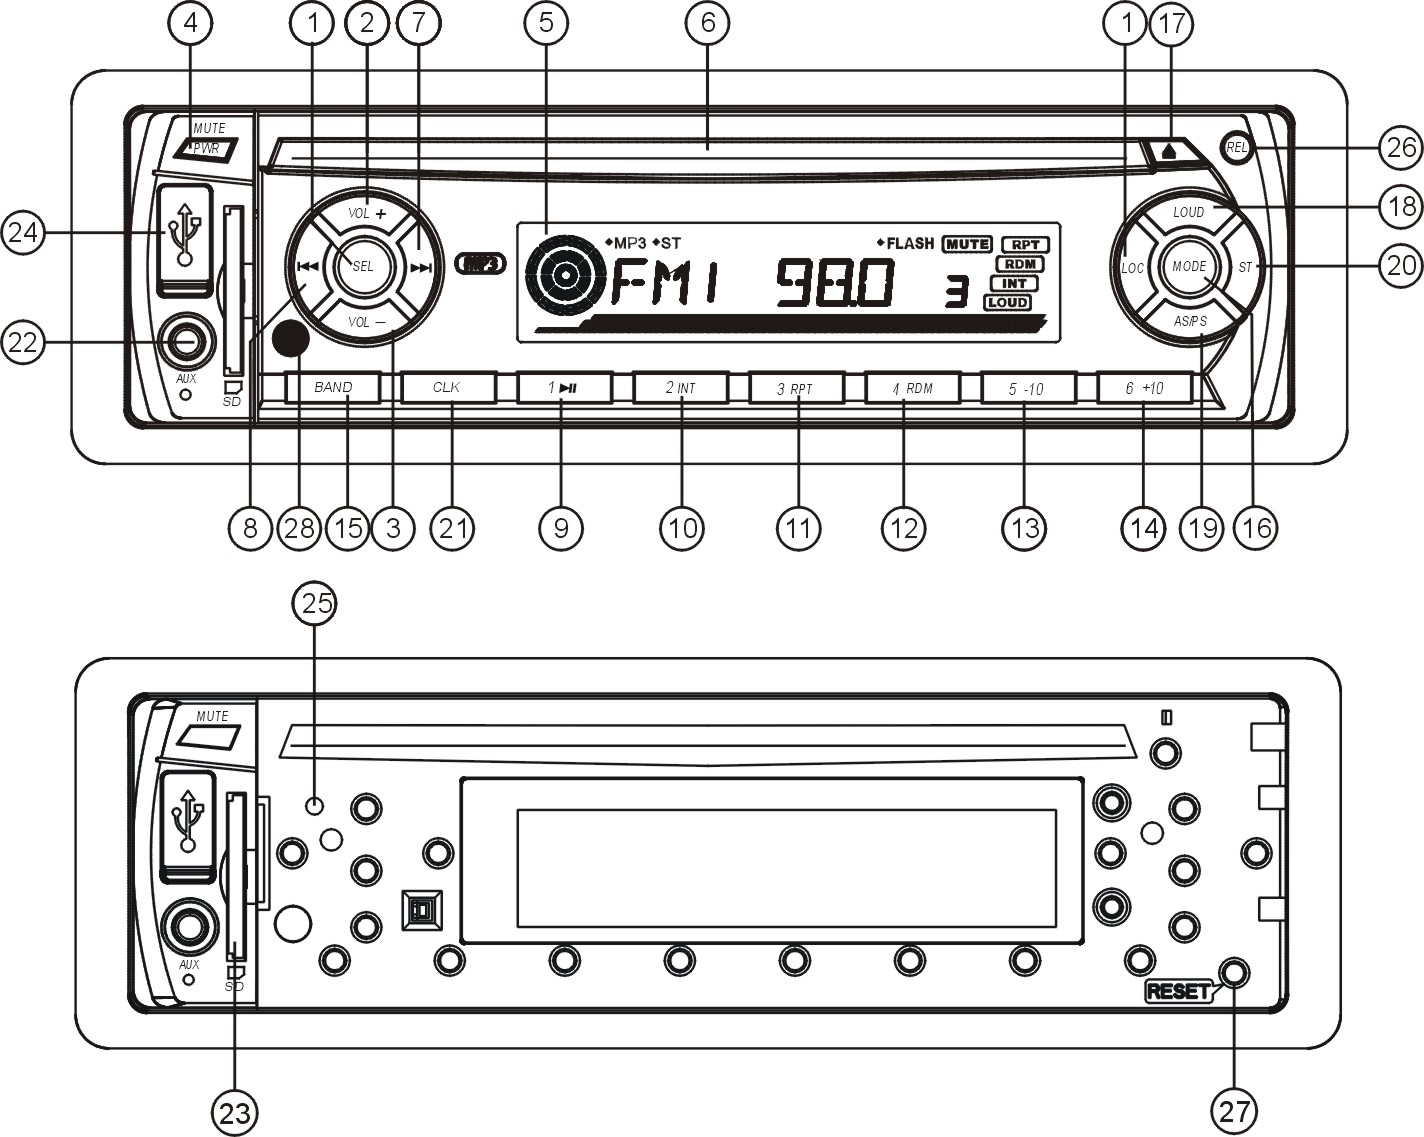 4 1 2 7 5 6 1 17
MUTE
PWR
REL 26
VOL + LOUD 18
24
MP3 ST FLASH MUTE RPT
SEL MP3 FM1 98.0 3 RDM LOC MODE ST 20
INT
LOUD
VOL − AS/PS
22
AUX
SD
BAND CLK 1 2 INT 3 RPT 4 RDM 5 -10 6 +10
8 28 15 3 21 9 10 11 12 13 14 19 16
25
MUTE
AUX
SD
RESET
23 27